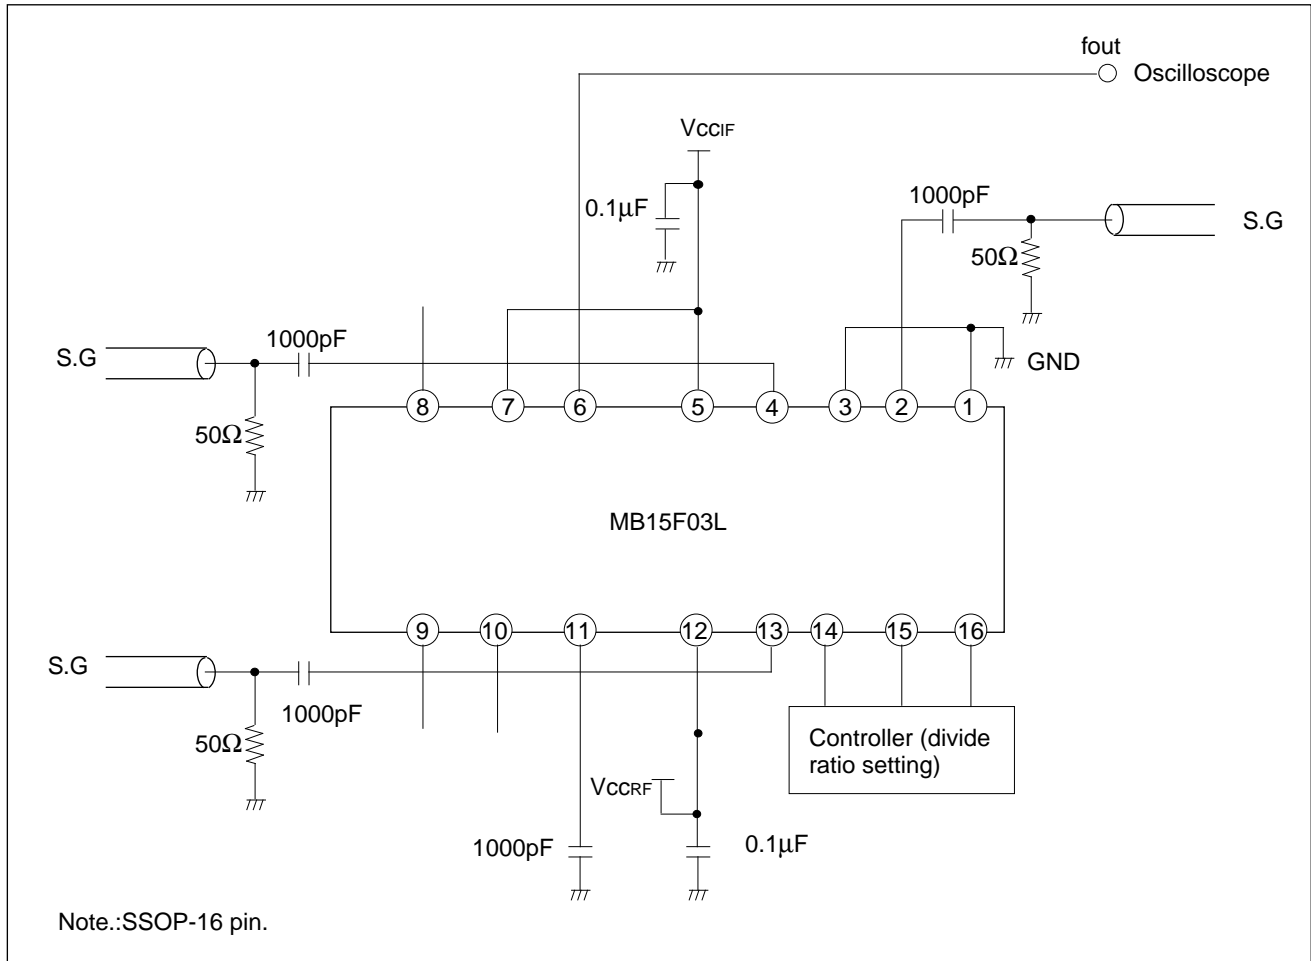 fout
Oscilloscope
VccIF
0.1µF
1000pF
S.G
50Ω
1000pF
S.G
GND
8 7 6 5 4 3 2 1
50Ω
MB15F03L
9 10 11 12 13 14 15 16
S.G
1000pF
50Ω
Controller (divide
ratio setting)
VccRF
1000pF
0.1µF
Note.:SSOP-16 pin.